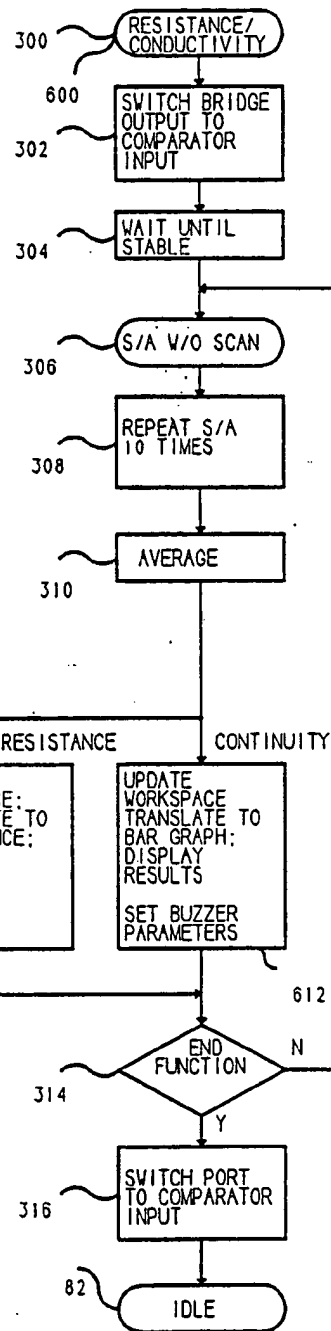 300
RESISTANCE/
CONDUCTIVITY
600
SWITCH BRIDGE
OUTPUT TO
COMPARATOR
INPUT
302
WAIT UNTIL
STABLE
304
S/A W/O SCAN
306
REPEAT S/A
10 TIMES
308
AVERAGE
310
RESISTANCE
CONTINUITY
E;
E TO
CE;
UPDATE
WORKSPACE
TRANSLATE TO
BAR GRAPH;
DISPLAY
RESULTS
SET BUZZER
PARAMETERS
612
END
FUNCTION
N
314
Y
SWITCH PORT
TO COMPARATOR
INPUT
316
82
IDLE